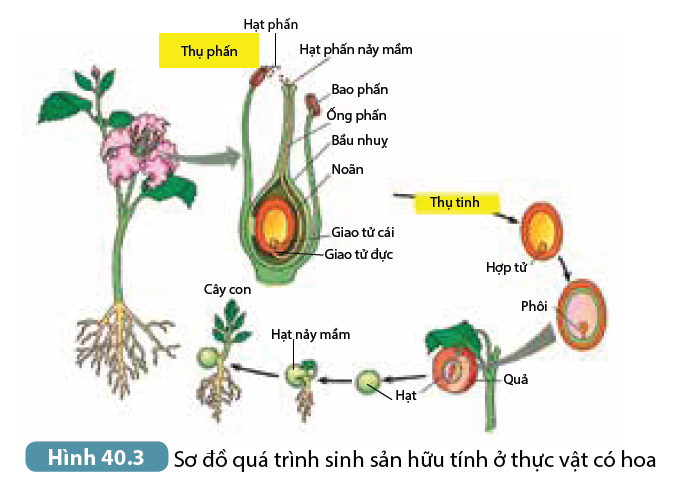 Hạt phấn
Thụ phấn
Hạt phấn nảy mầm
Bao phấn
Ống phấn
Bầu nhuỵ
Noãn
Thụ tinh
Giao tử cái
Giao tử đực
Hợp tử
Cây con
Phôi
Hạt nảy mầm
Quả
Hạt
Hình 40.3 Sơ đồ quá trình sinh sản hữu tính ở thực vật có hoa